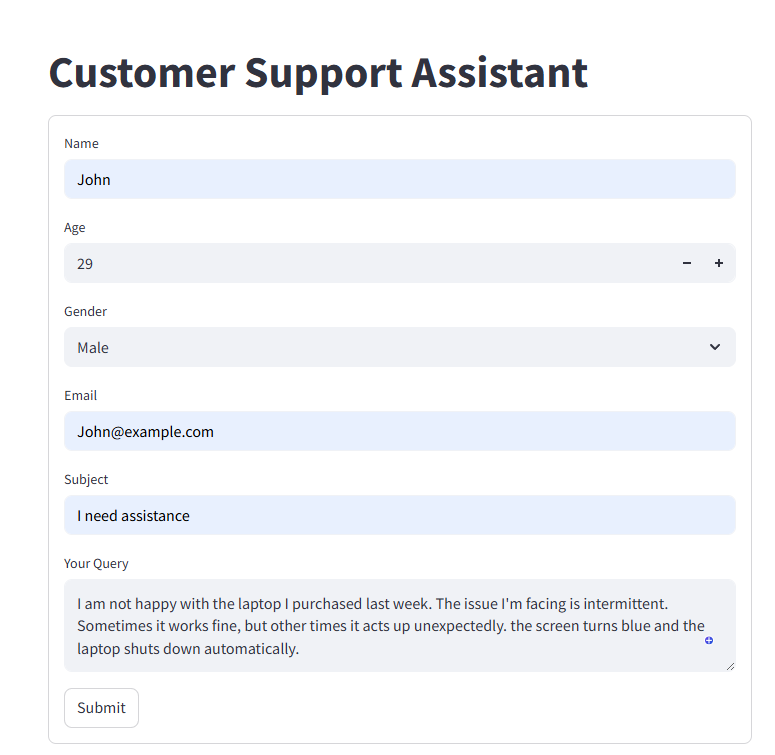 Customer Support Assistant
Name
John
Age
29
Gender
Male
Email
John@example.com
Subject
I need assistance
Your Query
I am not happy with the laptop I purchased last week. The issue I'm facing is intermittent.
Sometimes it works fine, but other times it acts up unexpectedly. the screen turns blue and the
laptop shuts down automatically.
Submit